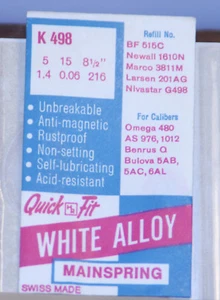 K 498
5 15 8½"
1.4 0.06 216
• Unbreakable
• Anti-magnetic
• Rustproof
• Non-setting
• Self-lubricating
• Acid-resistant
Refill No.
BF 515C
Newall 1610N
Marco 3811M
Larsen 201AG
Nivastar G498
For Calibers
Omega 480
AS 976, 1012
Benrus Q
Bulova 5AB,
5AC, 6AL
Quick Fit
WHITE ALLOY
MAINSPRING
SWISS MADE